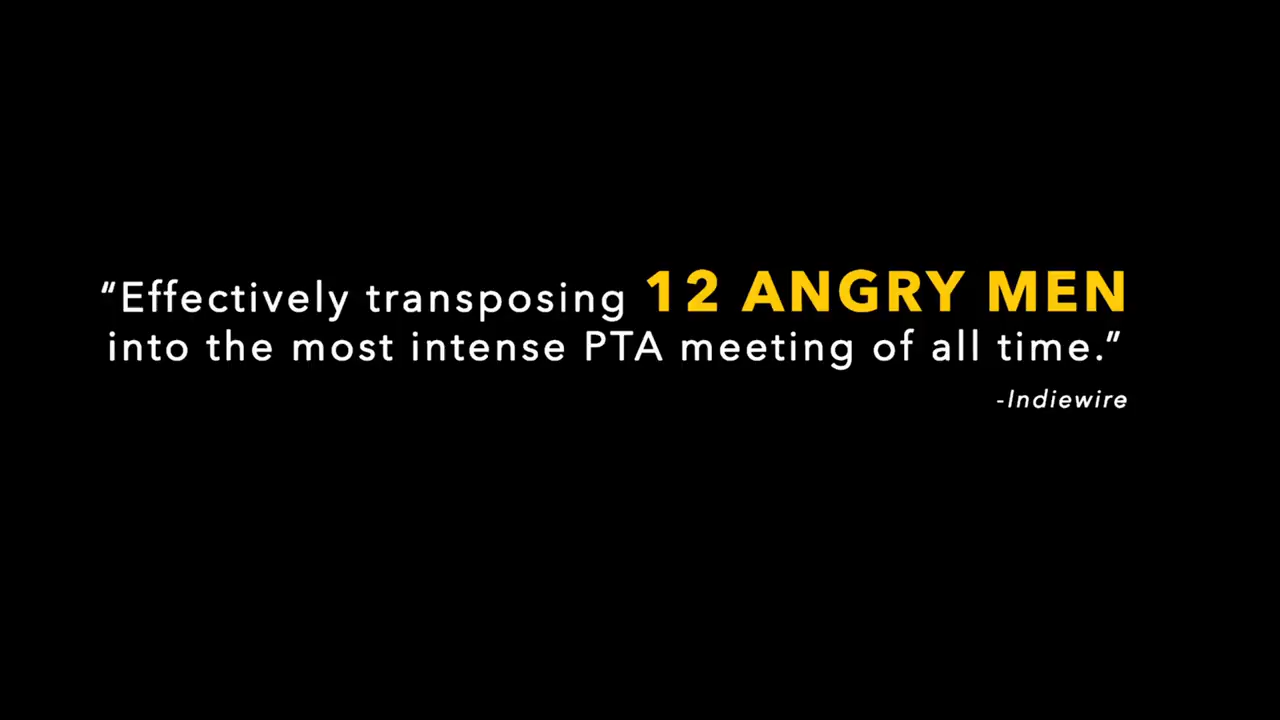 “Effectively transposing 12 ANGRY MEN
into the most intense PTA meeting of all time.”
-Indiewire